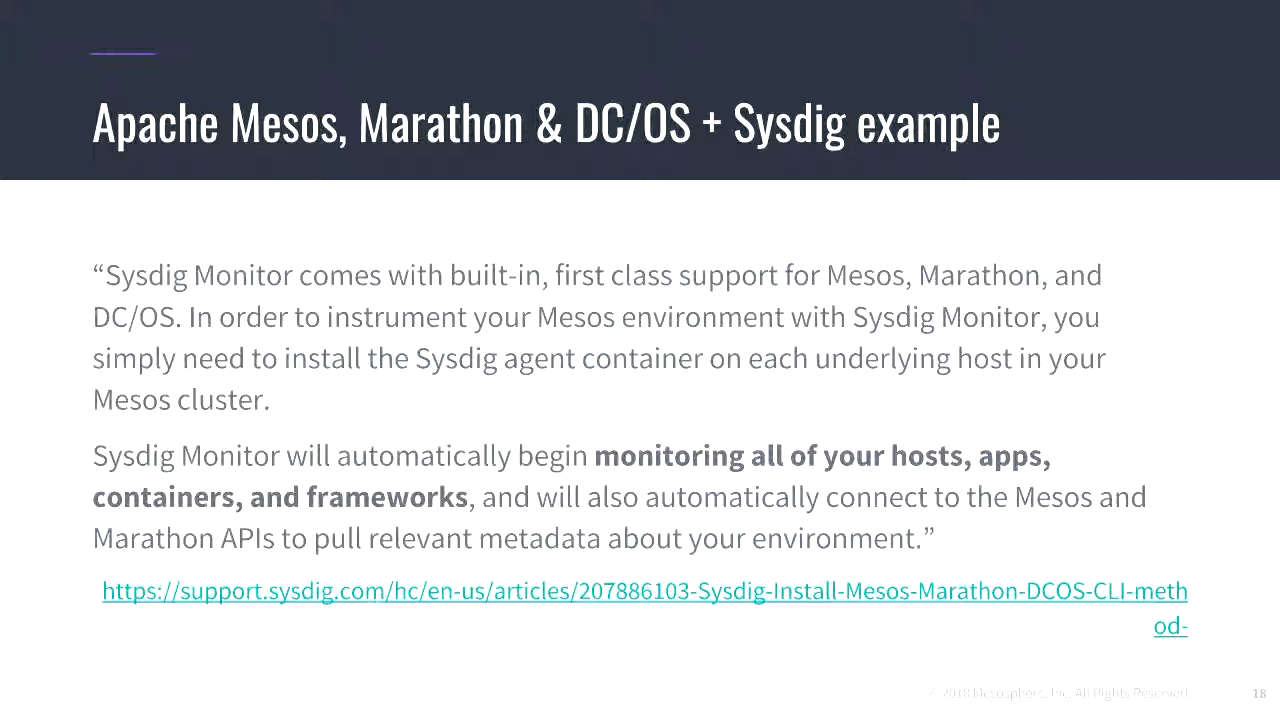 Apache Mesos, Marathon & DC/OS + Sysdig example
“Sysdig Monitor comes with built-in, first class support for Mesos, Marathon, and
DC/OS. In order to instrument your Mesos environment with Sysdig Monitor, you
simply need to install the Sysdig agent container on each underlying host in your
Mesos cluster.
Sysdig Monitor will automatically begin monitoring all of your hosts, apps,
containers, and frameworks, and will also automatically connect to the Mesos and
Marathon APIs to pull relevant metadata about your environment.”
https://support.sysdig.com/hc/en-us/articles/207886103-Sysdig-Install-Mesos-Marathon-DCOS-CLI-meth
od-
© 2018 Mesosphere, Inc. All Rights Reserved.
18